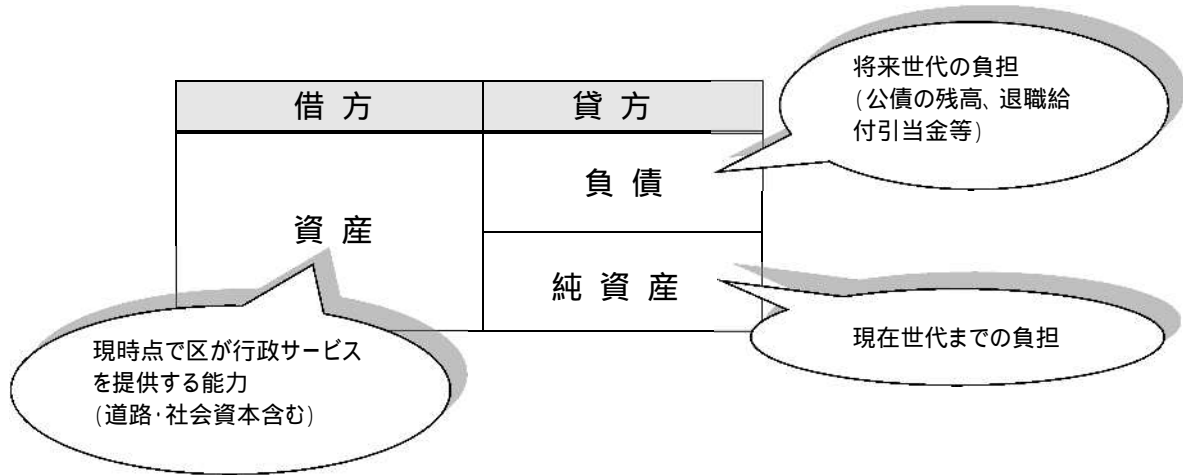 将来世代の負担
(公債の残高、退職給
付引当金等)
借方 貸方
負債
資産
純資産
現在世代までの負担
現時点で区が行政サービス
を提供する能力
(道路・社会資本含む)